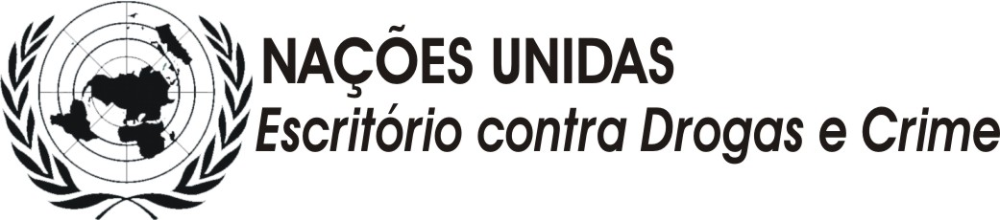 NAÇÕES UNIDAS
Escritório contra Drogas e Crime